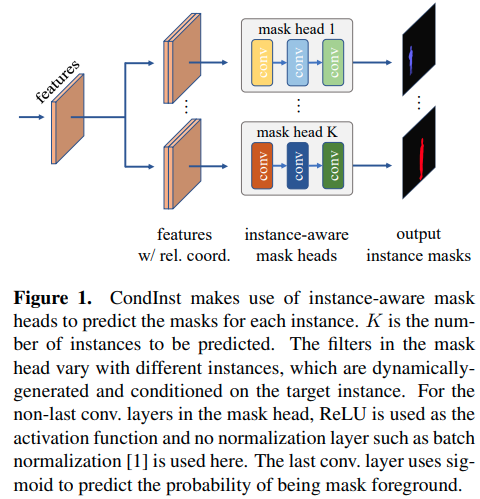 features
mask head 1
conv
conv
conv
mask head K
conv
conv
conv
features
w/ rel. coord.
instance-aware
mask heads
output
instance masks
Figure 1. CondInst makes use of instance-aware mask
heads to predict the masks for each instance. K is the num-
ber of instances to be predicted. The filters in the mask
head vary with different instances, which are dynamically-
generated and conditioned on the target instance. For the
non-last conv. layers in the mask head, ReLU is used as the
activation function and no normalization layer such as batch
normalization [1] is used here. The last conv. layer uses sig-
moid to predict the probability of being mask foreground.